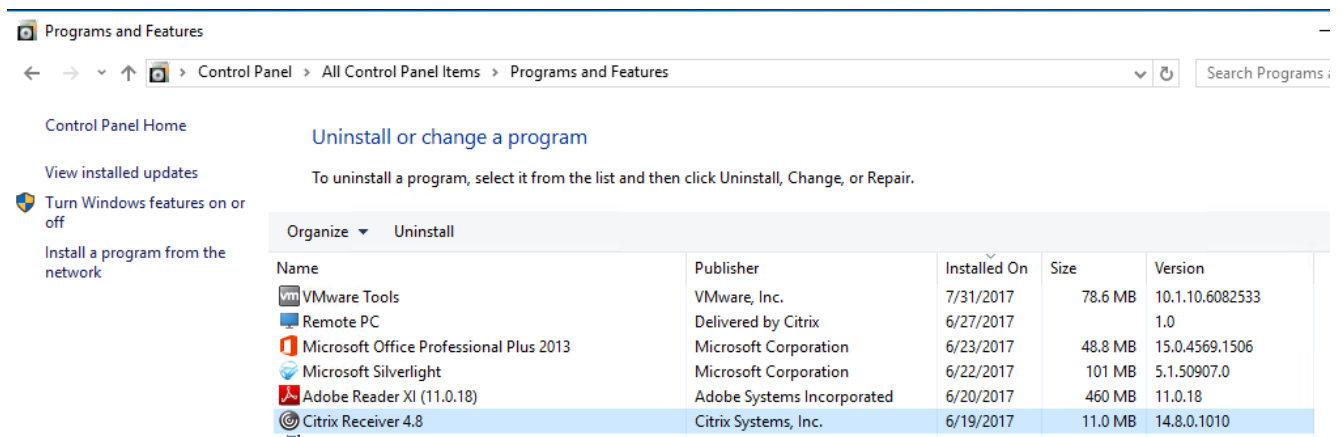 Programs and Features
Control Panel > All Control Panel Items > Programs and Features
Search Programs
Control Panel Home
View installed updates
Turn Windows features on or
off
Install a program from the
network
Uninstall or change a program
To uninstall a program, select it from the list and then click Uninstall, Change, or Repair.
Organize Uninstall
Name Publisher Installed On Size Version
VMware Tools VMware, Inc. 7/31/2017 78.6 MB 10.1.10.6082533
Remote PC Delivered by Citrix 6/27/2017 1.0
Microsoft Office Professional Plus 2013 Microsoft Corporation 6/23/2017 48.8 MB 15.0.4569.1506
Microsoft Silverlight Microsoft Corporation 6/22/2017 101 MB 5.1.50907.0
Adobe Reader XI (11.0.18) Adobe Systems Incorporated 6/20/2017 460 MB 11.0.18
Citrix Receiver 4.8 Citrix Systems, Inc. 6/19/2017 11.0 MB 14.8.0.1010